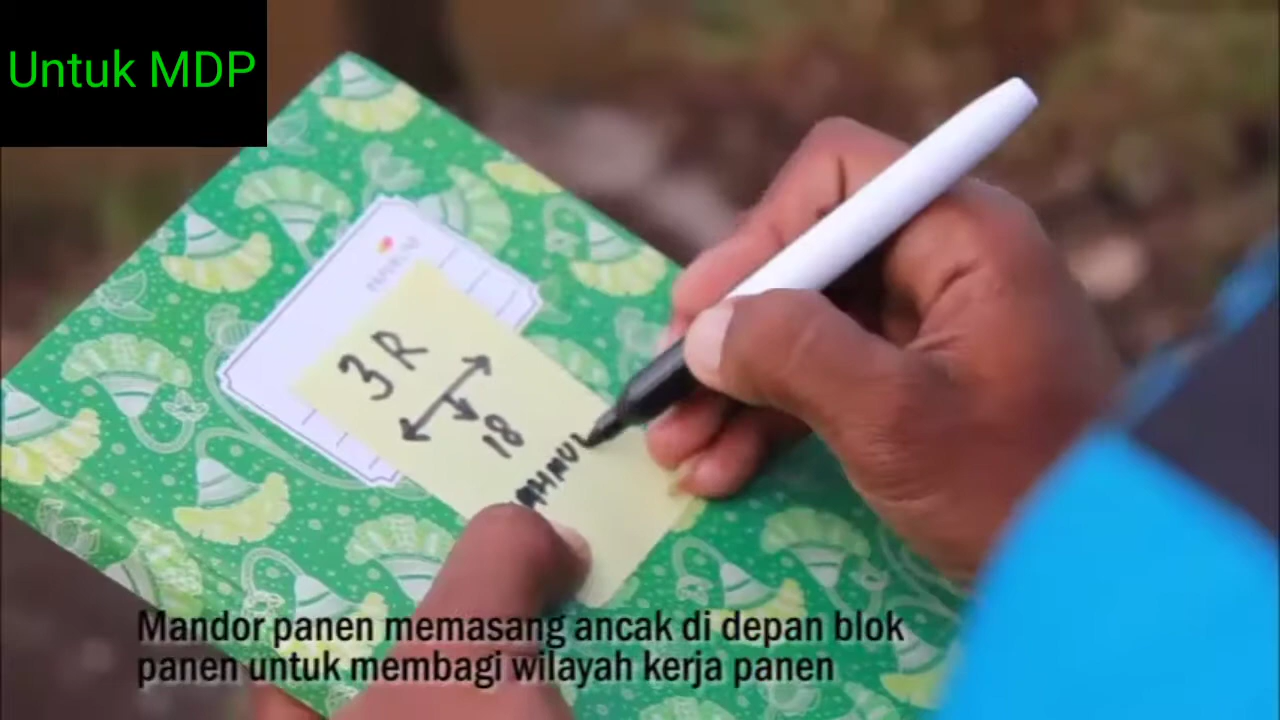 Untuk MDP
3R
18
Mandor panen memasang ancak di depan blok
panen untuk membagi wilayah kerja panen